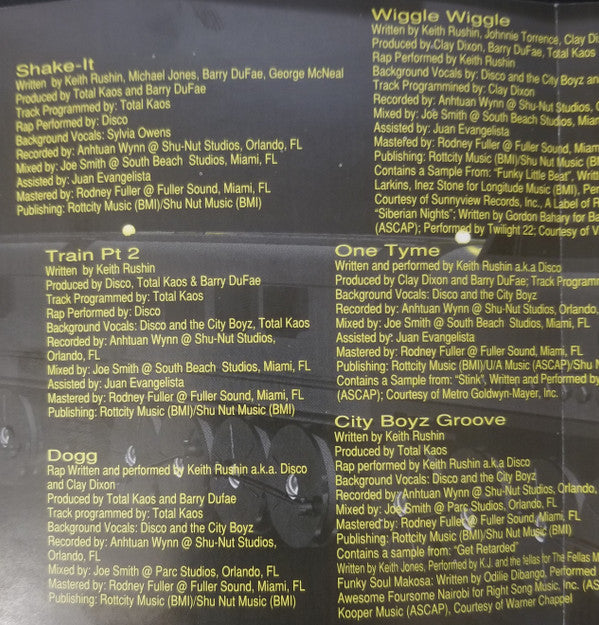 Shake-It
Written by Keith Rushin, Michael Jones, Barry DuFae, George McNeal
Produced by Total Kaos and Barry DuFae
Track Programmed by: Total Kaos
Rap Performed by: Disco
Background Vocals: Sylvia Owens
Recorded by: Anhtuan Wynn @ Shu-Nut Studios, Orlando, FL
Mixed by: Joe Smith @ South Beach Studios, Miami, FL
Assisted by: Juan Evangelista
Mastered by: Rodney Fuller @ Fuller Sound, Miami, FL
Publishing: Rottcity Music (BMI)/Shu Nut Music (BMI)
Train Pt 2
Written by Keith Rushin
Produced by Disco, Total Kaos & Barry DuFae
Track Programmed by: Total Kaos
Rap Performed by: Disco
Background Vocals: Disco and the City Boyz, Total Kaos
Recorded by: Anhtuan Wynn @ Shu-Nut Studios,
Orlando, FL
Mixed by: Joe Smith @ South Beach Studios, Miami, FL
Assisted by: Juan Evangelista
Mastered by: Rodney Fuller @ Fuller Sound, Miami, FL
Publishing: Rottcity Music (BMI)/Shu Nut Music (BMI)
Dogg
Rap Written and performed by Keith Rushin a.k.a. Disco
and Clay Dixon
Produced by Total Kaos and Barry Dufae
Track programmed by: Total Kaos
Background Vocals: Disco and the City Boyz
Recorded by: Anhtuan Wynn @ Shu-Nut Studios,
Orlando, FL
Mixed by: Joe Smith @ Parc Studios, Orlando, FL
Mastered by: Rodney Fuller @ Fuller Sound, Miami, FL
Publishing: Rottcity Music (BMI)/Shu Nut Music (BMI)
Wiggle Wiggle
Written by Keith Rushin, Johnnie Torrence, Clay
Produced by Clay Dixon, Barry DuFae, Total Kaos
Rap Performed by Keith Rushin
Background Vocals by: Disco and the City Boyz and
Track Programmined by: Clay Dixon
Recorded by: Anhtuan Wynn @ Shu-Nut Studios,
Mixed by: Joe Smith @ South Beach Studios,
Assisted by: Juan Evangelista
Mastefed by: Rodney Fuller @ Fuller Sound,
Publishing: Rottcity Music (BMI)/Shu Nut Music
Contains a Sample From: "Funky Little Beat",
Larkins, Inez Stone for Longitude Music (BMI),
Courtesy of Sunnyview Records, Inc., A Label of
"Siberian Nights"; Written by Gordon Bahary for
(ASCAP); Performed by Twilight 22; Courtesy of
One Tyme
Written and performed by Keith Rushin a.k.a Disco
Produced by Clay Dixon and Barry DuFae; Track
Background Vocals: Disco and the City Boyz
Recorded by: Anhtuan Wynn @ Shu-Nut Studios,
Mixed by: Joe Smith @ South Beach Studios, Miami, FL
Assisted by: Juan Evangelista
Mastered by: Rodney Fuller @ Fuller Sound, Miami, FL
Publishing: Rottcity Music (BMI)/U/A Music (ASCAP)/Shu
Contains a Sample from: "Stink", Written and Performed by
(ASCAP); Courtesy of Metro Goldwyn-Mayer, Inc.
City Boyz Groove
Written by Keith Rushin
Produced by Total Kaos
Rap performed by Keith Rushin a.k.a Disco
Background Vocals: Disco and the City Boyz
Recorded by: Anhtuan Wynn @ Shu-Nut Studios, Orlando,
Mixed by: Joe Smith @ Parc Studios, Orlando, FL
Mastered by: Rodney Fuller @ Fuller Sound, Miami, FL
Publishing: Rottcity Music (BMI)/Shu Nut Music (BMI)
Contains a sample from: "Get Retarded"
Written by Keith Jones, Performed by K.J. and the fellas for The Fellas
Funky Soul Makosa: Written by Odilie Dibango, Performed
Awesome Foursome Nairobi for Right Song Music, Inc.
Kooper Music (ASCAP), Courtesy of Warner Chappel